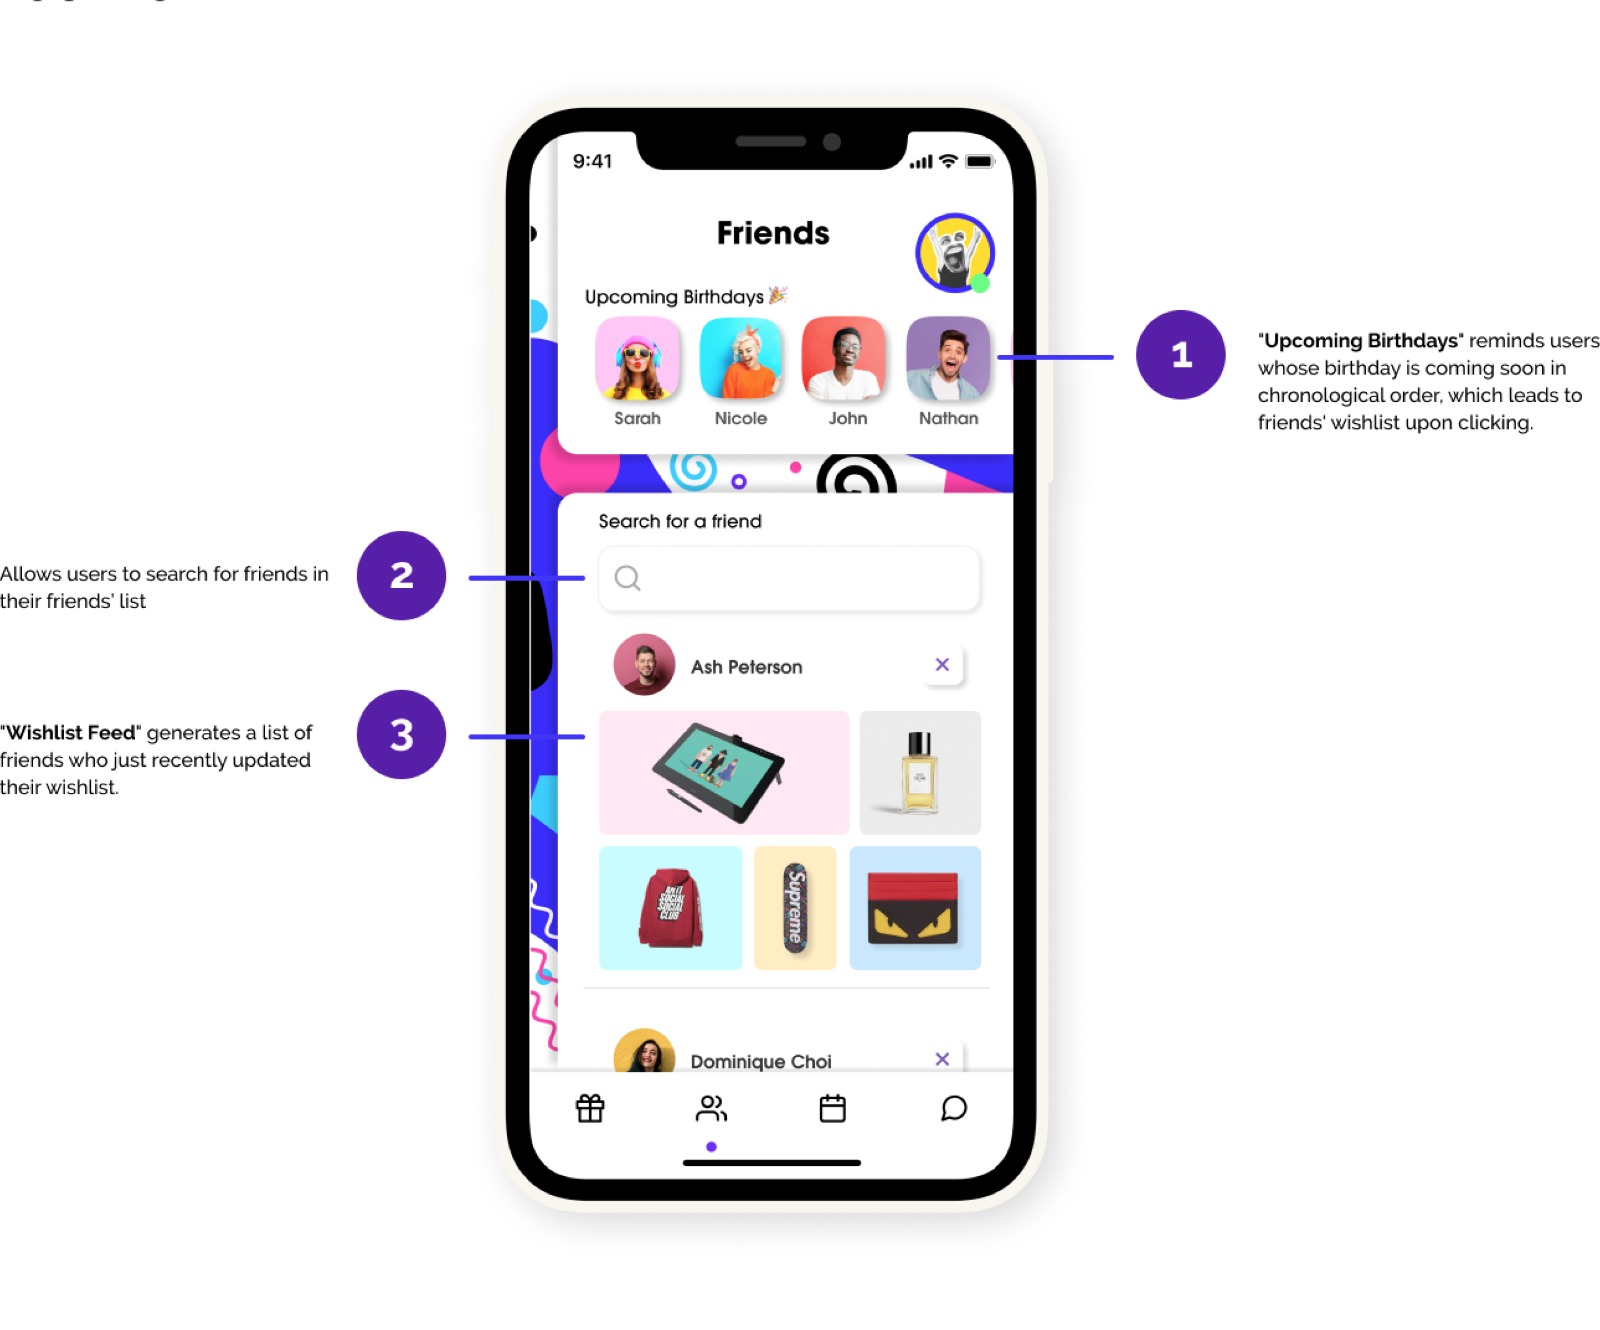 9:41
Friends
Upcoming Birthdays
Sarah
Nicole
John
Nathan
1
"Upcoming Birthdays" reminds users
whose birthday is coming soon in
chronological order, which leads to
friends' wishlist upon clicking.
Search for a friend
2
Allows users to search for friends in
their friends' list
Ash Peterson
3
"Wishlist Feed" generates a list of
friends who just recently updated
their wishlist.
ANTI
SOCIAL
SOCIAL
CLUB
Supreme
Dominique Choi